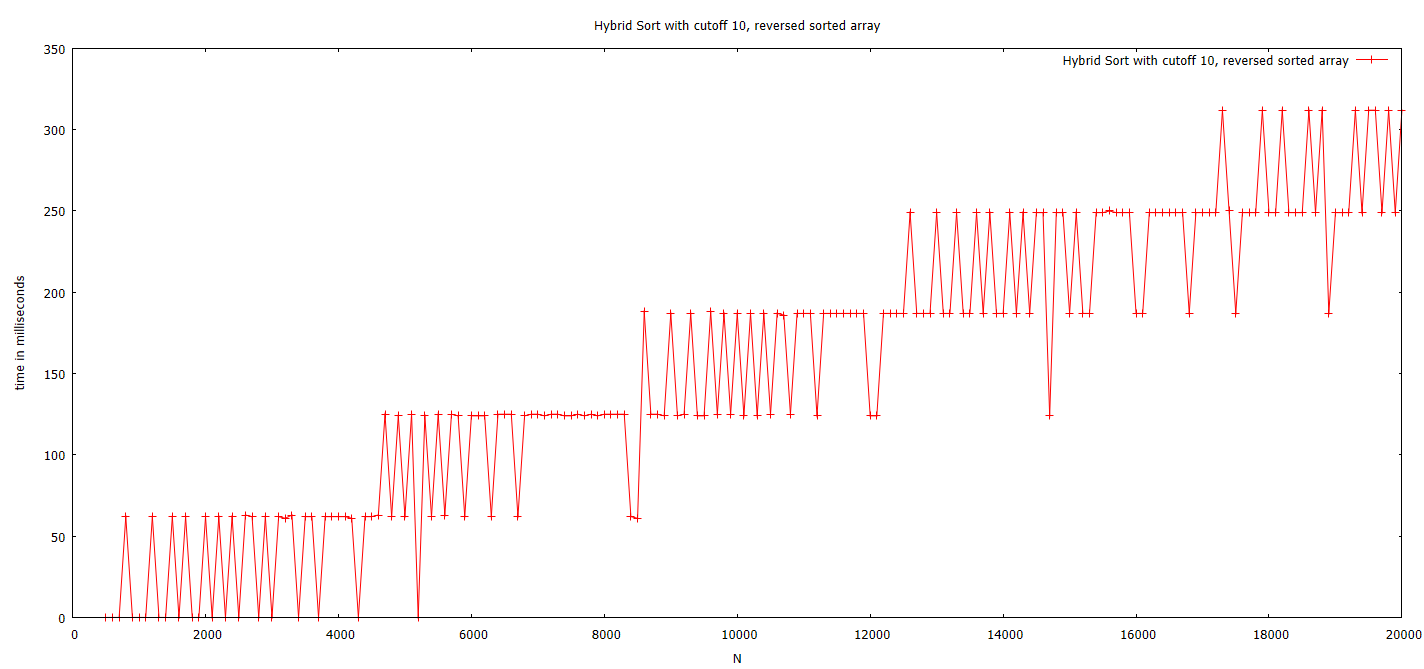 Hybrid Sort with cutoff 10, reversed sorted array
350
Hybrid Sort with cutoff 10, reversed sorted array
300
250
200
time in milliseconds
150
100
50
0
0 2000 4000 6000 8000 10000 12000 14000 16000 18000 20000
N